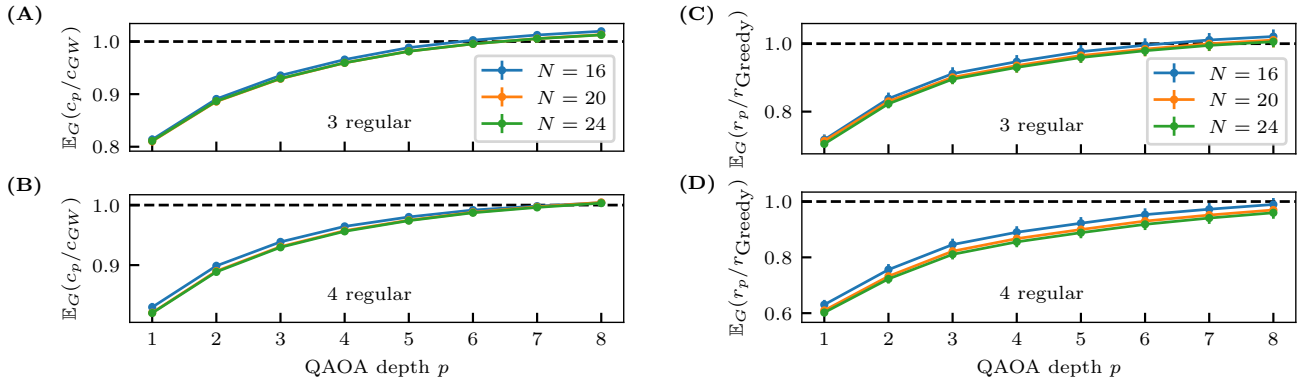 (A)
𝔼_G(c_p/c_GW)
1.0
0.9
0.8
N = 16
N = 20
N = 24
3 regular
(B)
𝔼_G(c_p/c_GW)
1.0
0.9
4 regular
1 2 3 4 5 6 7 8
QAOA depth p
(C)
𝔼_G(r_p/r_Greedy)
1.0
0.8
N = 16
N = 20
N = 24
3 regular
(D)
𝔼_G(r_p/r_Greedy)
1.0
0.8
0.6
4 regular
1 2 3 4 5 6 7 8
QAOA depth p